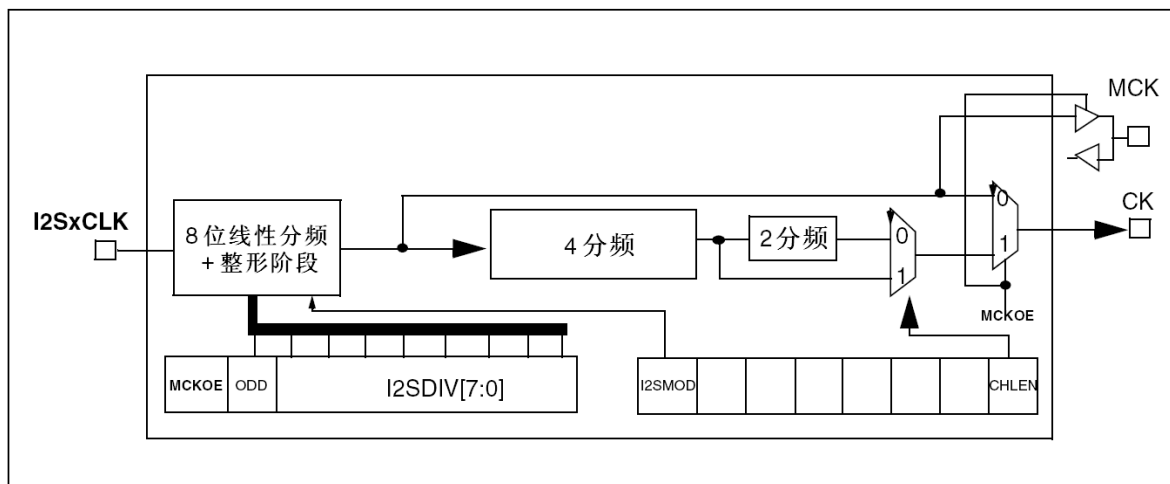 MCK
CK
I2SxCLK
8位线性分频
+ 整形阶段
4分频
2分频
0
1
0
1
MCKOE
MCKOE
ODD
I2SDIV[7:0]
I2SMOD
CHLEN